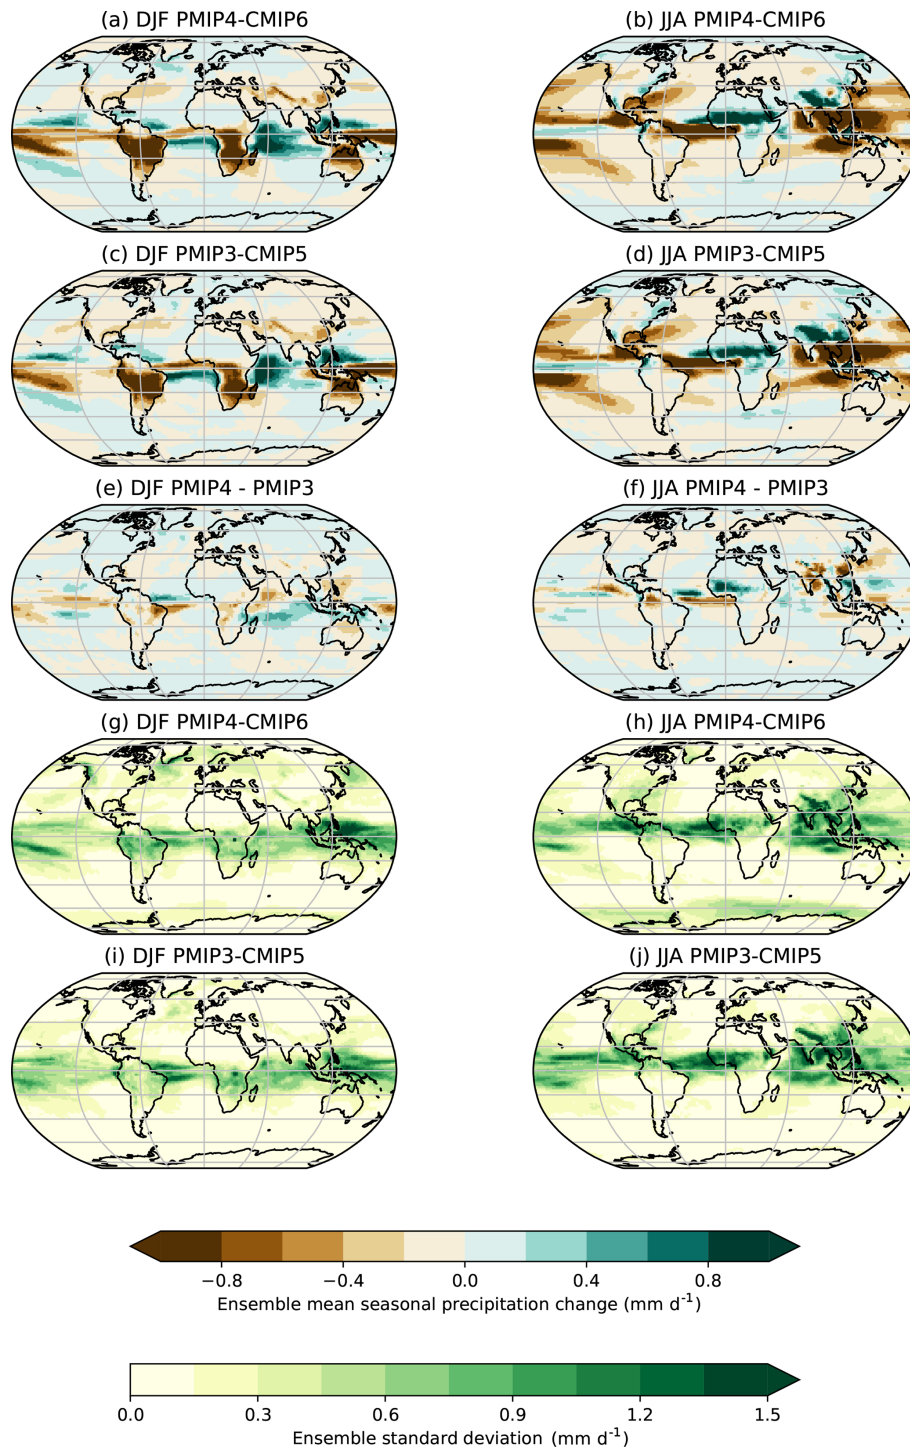 (a) DJF PMIP4-CMIP6
(b) JJA PMIP4-CMIP6
(c) DJF PMIP3-CMIP5
(d) JJA PMIP3-CMIP5
(e) DJF PMIP4 - PMIP3
(f) JJA PMIP4 - PMIP3
(g) DJF PMIP4-CMIP6
(h) JJA PMIP4-CMIP6
(i) DJF PMIP3-CMIP5
(j) JJA PMIP3-CMIP5
−0.8 −0.4 0.0 0.4 0.8
Ensemble mean seasonal precipitation change (mm d⁻¹)
0.0 0.3 0.6 0.9 1.2 1.5
Ensemble standard deviation (mm d⁻¹)